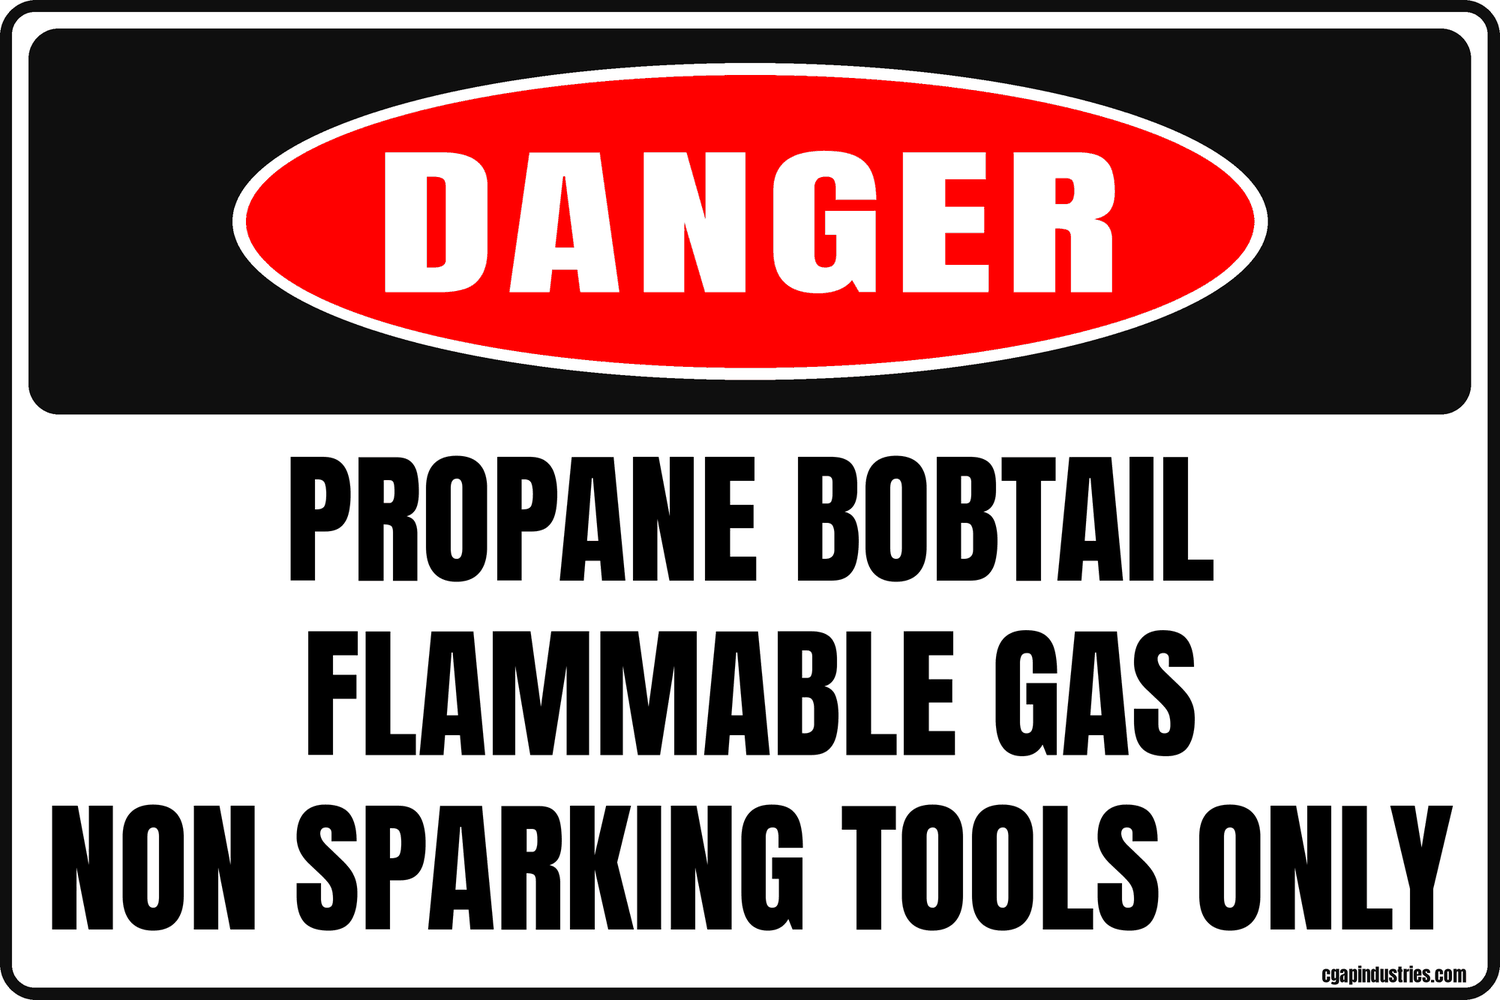 DANGER
PROPANE BOBTAIL
FLAMMABLE GAS
NON SPARKING TOOLS ONLY
cgapindustries.com